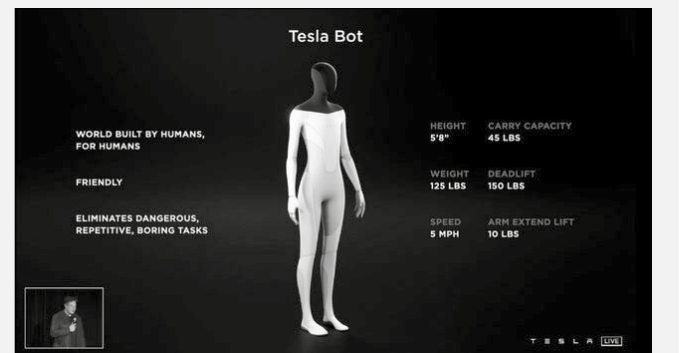 Tesla Bot
WORLD BUILT BY HUMANS,
FOR HUMANS
FRIENDLY
ELIMINATES DANGEROUS,
REPETITIVE, BORING TASKS
HEIGHT
5'8"
CARRY CAPACITY
45 LBS
WEIGHT
125 LBS
DEADLIFT
150 LBS
SPEED
5 MPH
ARM EXTEND LIFT
10 LBS
TESLA LIVE